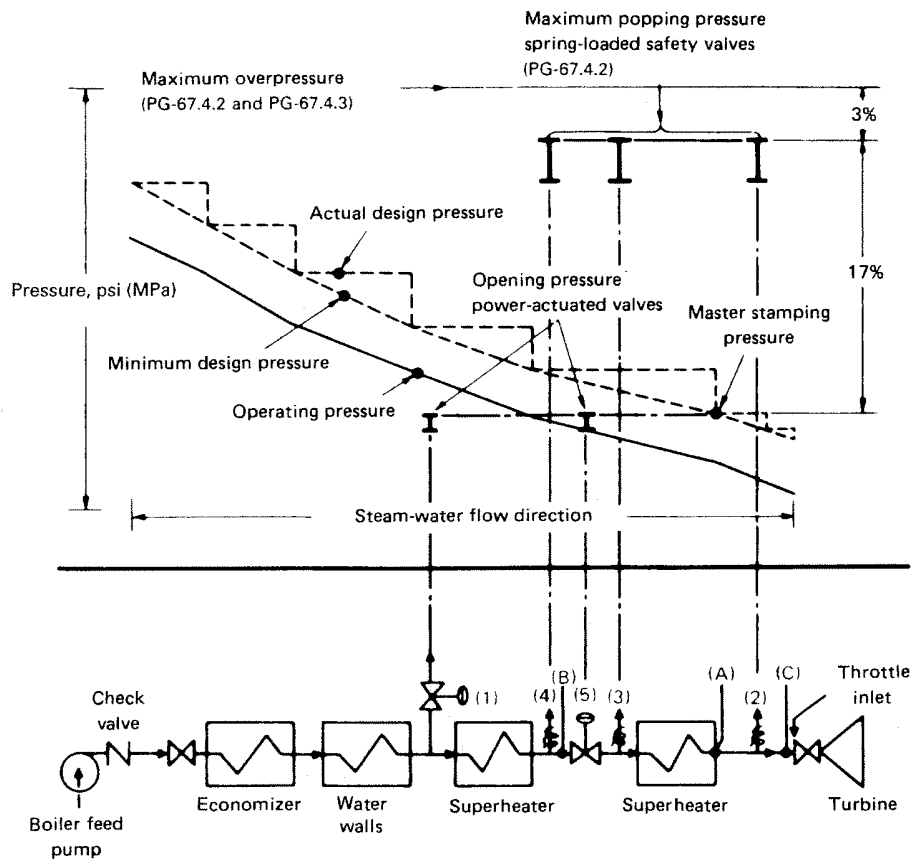 Maximum popping pressure
spring-loaded safety valves
(PG-67.4.2)
Maximum overpressure
(PG-67.4.2 and PG-67.4.3)
3%
Actual design pressure
Opening pressure
power-actuated valves
17%
Pressure, psi (MPa)
Master stamping
pressure
Minimum design pressure
Operating pressure
Steam-water flow direction
(B)
(A)
(C)
Throttle
inlet
(1)
(4)
(5)
(3)
(2)
Check
valve
Economizer
Water
walls
Superheater
Superheater
Turbine
Boiler feed
pump